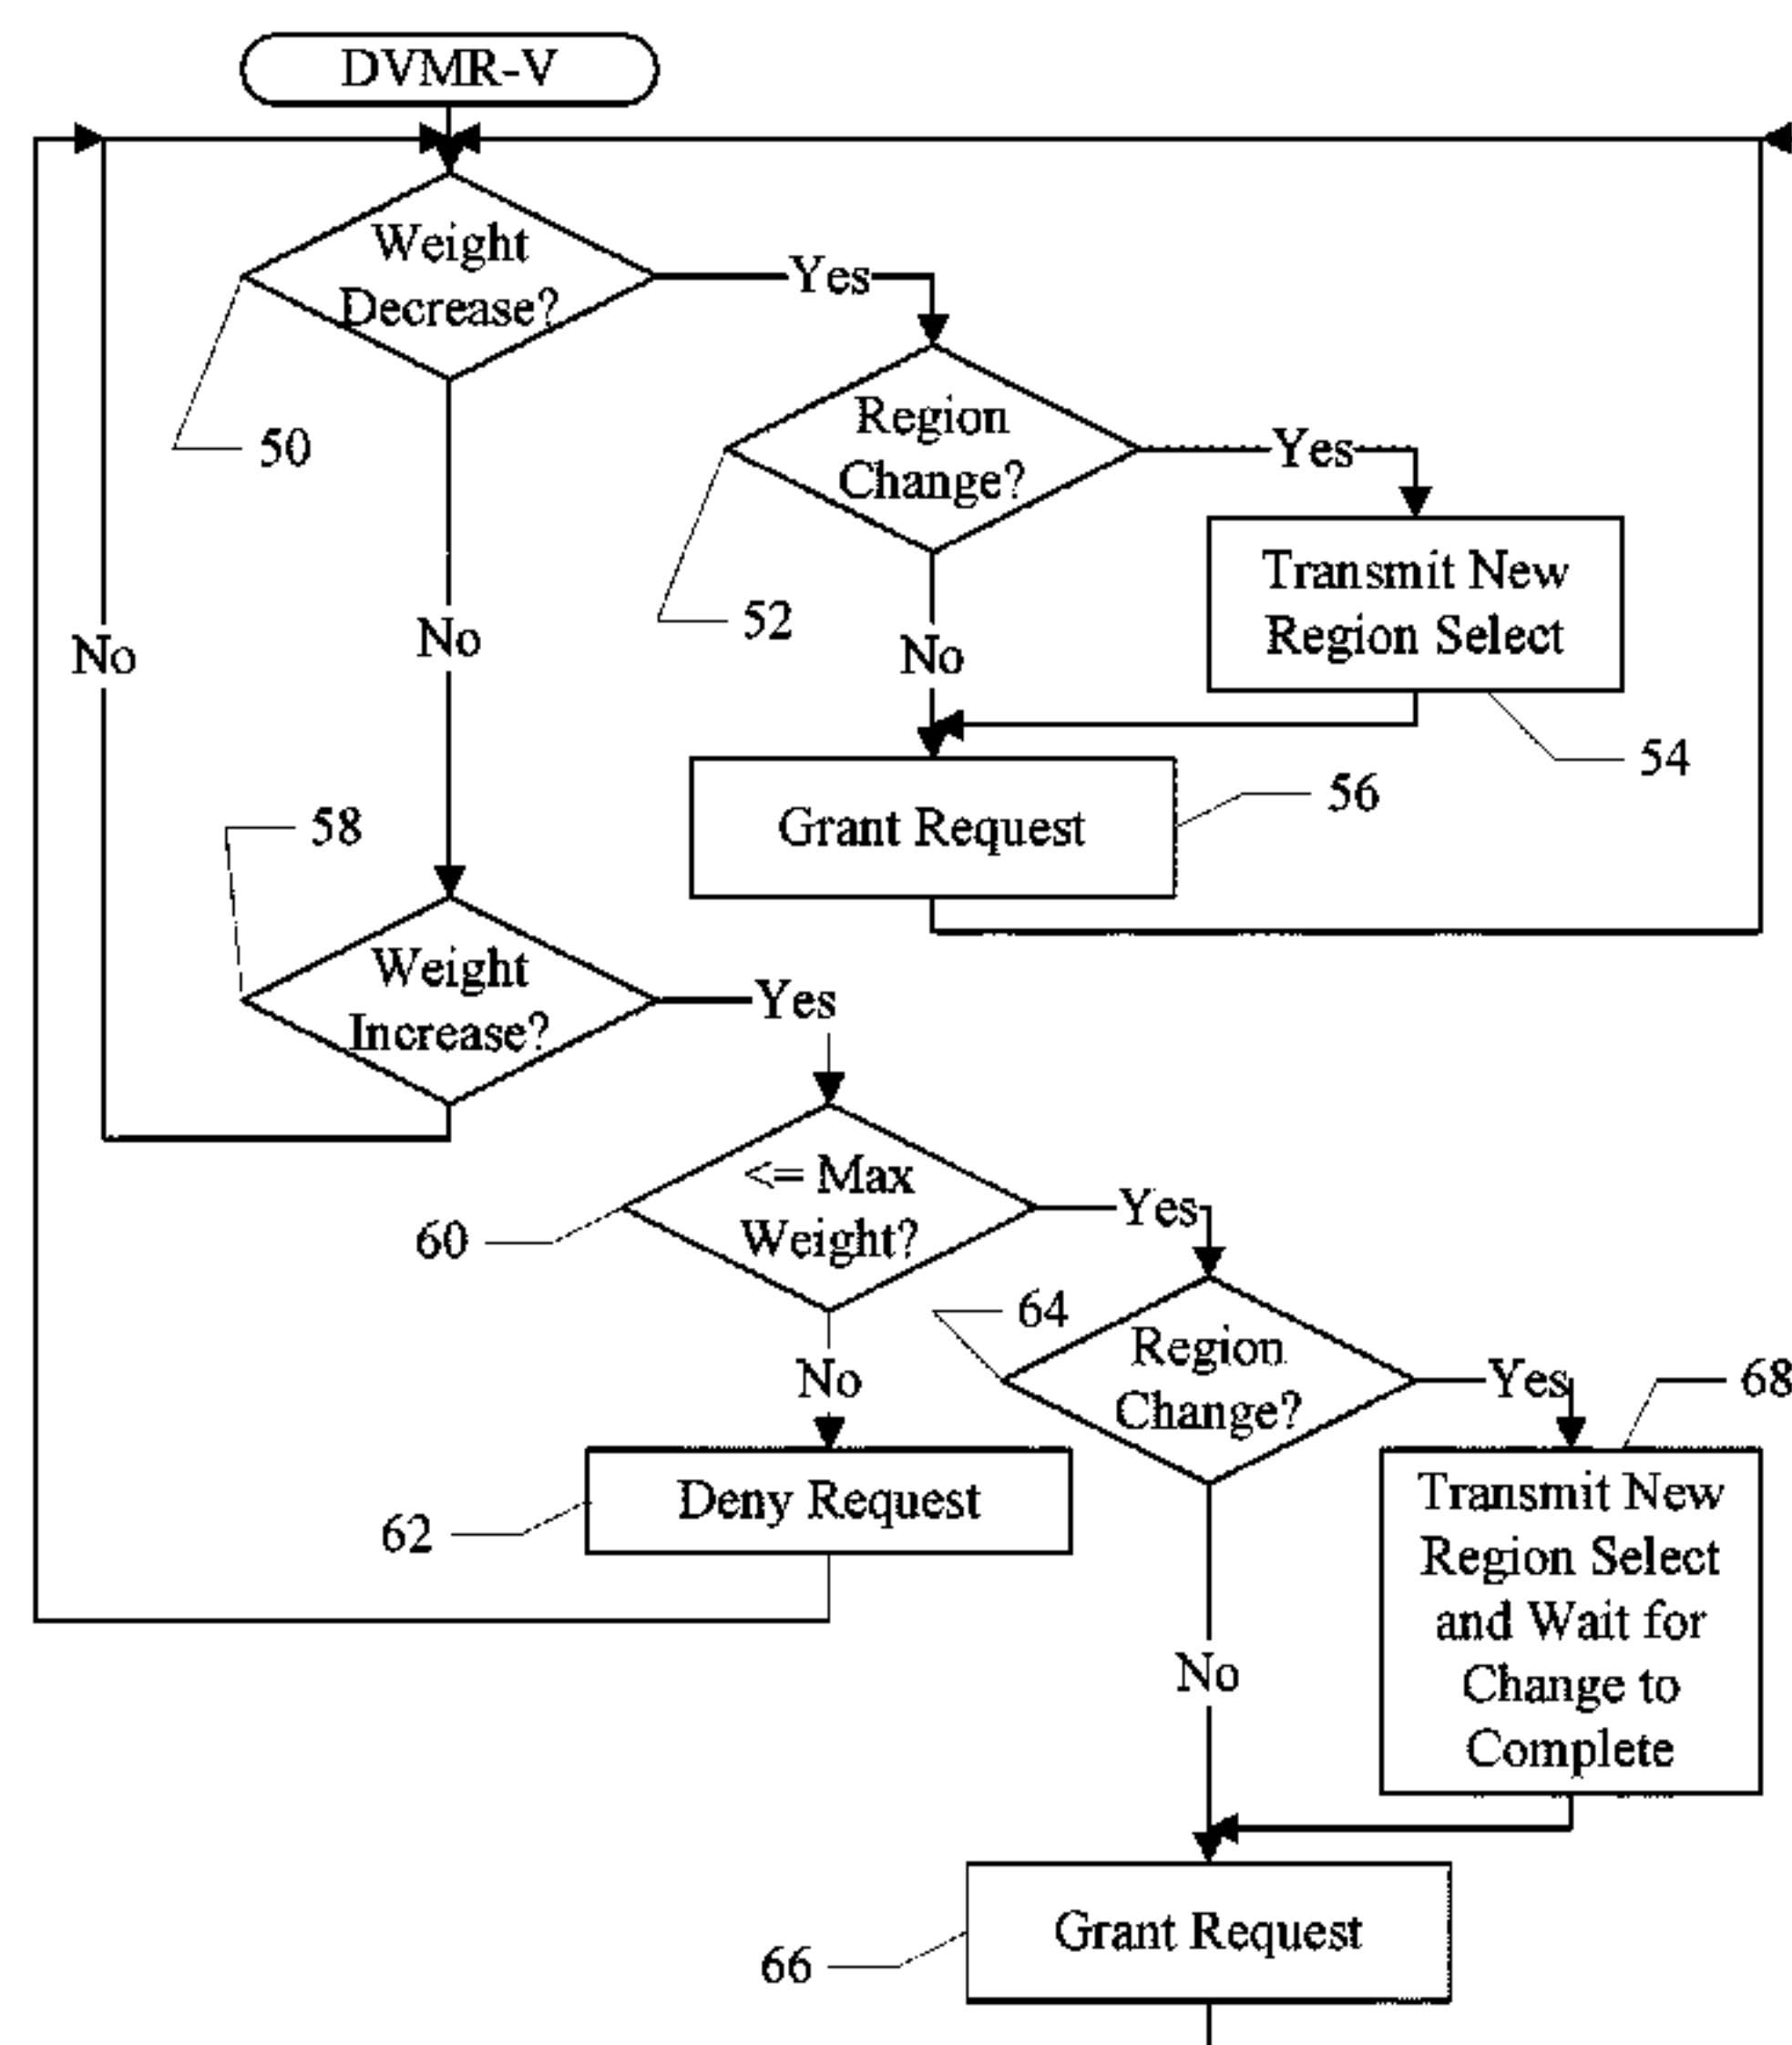 DVMR-V
Weight
Decrease?
Yes
50
Region
Change?
Yes
52
Transmit New
Region Select
54
No
No
No
Grant Request
56
58
Weight
Increase?
Yes
<= Max
Weight?
Yes
60
64
Region
Change?
Yes
68
No
Deny Request
62
Transmit New
Region Select
and Wait for
Change to
Complete
No
Grant Request
66